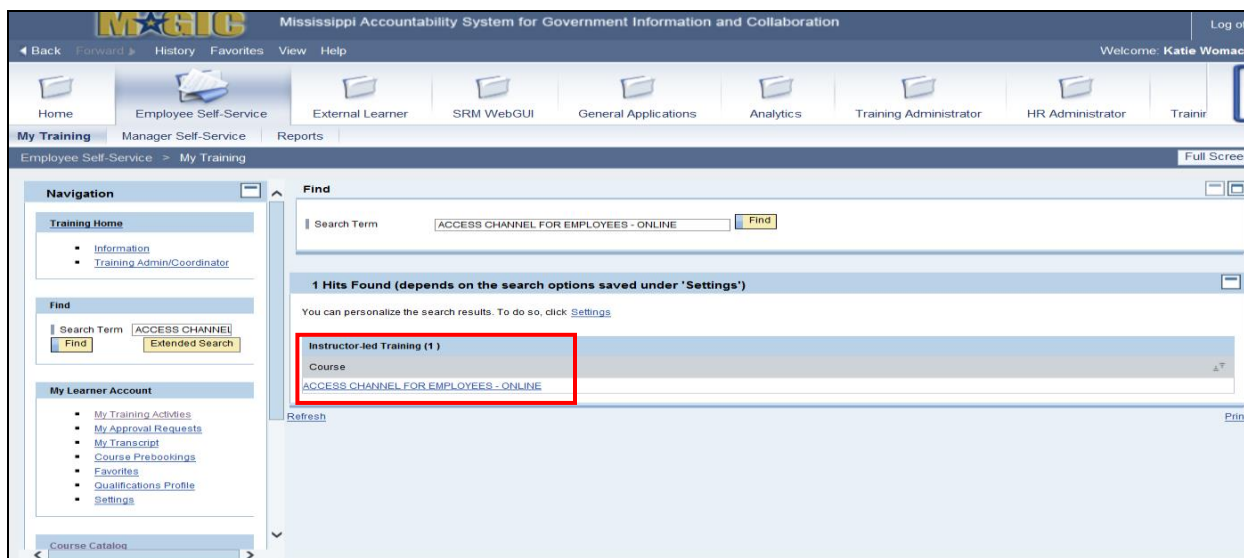 MAGIC Mississippi Accountability System for Government Information and Collaboration Log of
Back Forward History Favorites View Help Welcome: Katie Womac
Home Employee Self-Service External Learner SRM WebGUI General Applications Analytics Training Administrator HR Administrator Trainir
My Training Manager Self-Service Reports
Employee Self-Service > My Training Full Scree
Navigation
Training Home
Information
Training Admin/Coordinator
Find
Search Term ACCESS CHANNEL
Find Extended Search
My Learner Account
My Training Activties
My Approval Requests
My Transcript
Course Prebookings
Favorites
Qualifications Profile
Settings
Course Catalog
Find
Search Term ACCESS CHANNEL FOR EMPLOYEES - ONLINE Find
1 Hits Found (depends on the search options saved under 'Settings')
You can personalize the search results. To do so, click Settings
Instructor-led Training (1 )
Course
ACCESS CHANNEL FOR EMPLOYEES - ONLINE
Refresh Prin